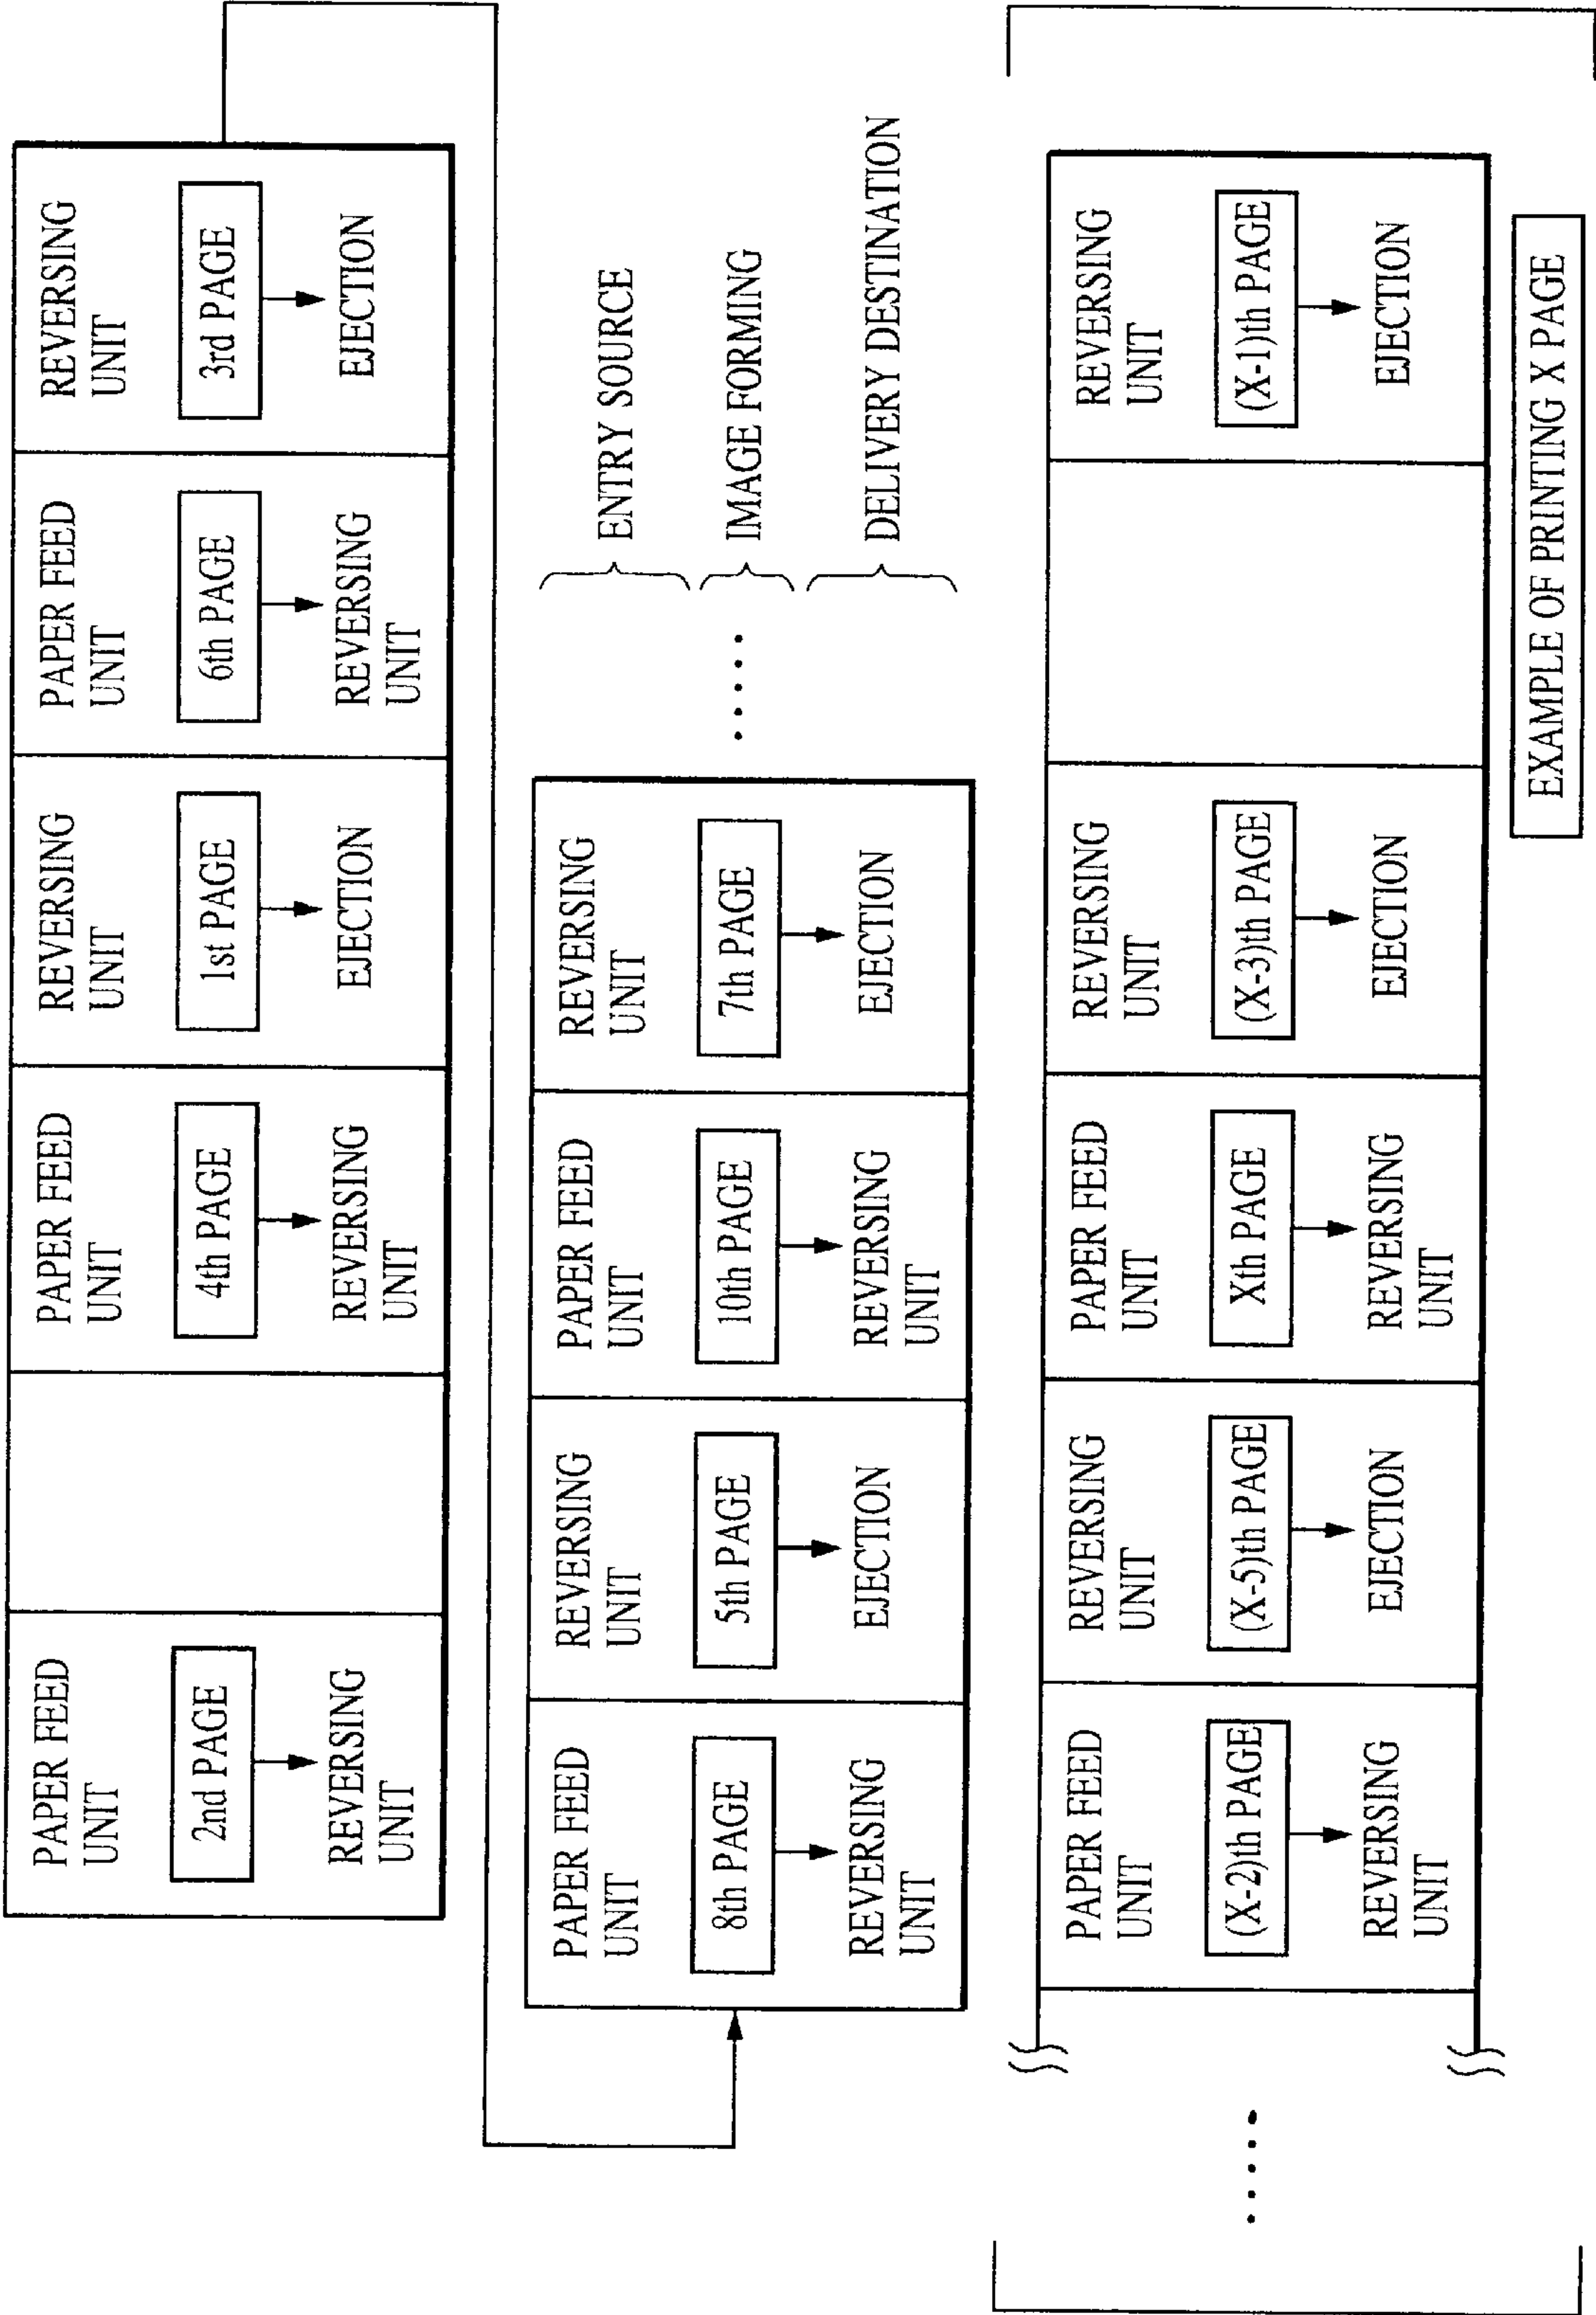 PAPER FEED
UNIT
2nd PAGE
REVERSING
UNIT
PAPER FEED
UNIT
4th PAGE
REVERSING
UNIT
REVERSING
UNIT
1st PAGE
EJECTION
PAPER FEED
UNIT
6th PAGE
REVERSING
UNIT
REVERSING
UNIT
3rd PAGE
EJECTION
PAPER FEED
UNIT
8th PAGE
REVERSING
UNIT
REVERSING
UNIT
5th PAGE
EJECTION
PAPER FEED
UNIT
10th PAGE
REVERSING
UNIT
REVERSING
UNIT
7th PAGE
EJECTION
.....
ENTRY SOURCE
IMAGE FORMING
DELIVERY DESTINATION
.....
PAPER FEED
UNIT
(X-2)th PAGE
REVERSING
UNIT
REVERSING
UNIT
(X-5)th PAGE
EJECTION
PAPER FEED
UNIT
Xth PAGE
REVERSING
UNIT
REVERSING
UNIT
(X-3)th PAGE
EJECTION
REVERSING
UNIT
(X-1)th PAGE
EJECTION
EXAMPLE OF PRINTING X PAGE